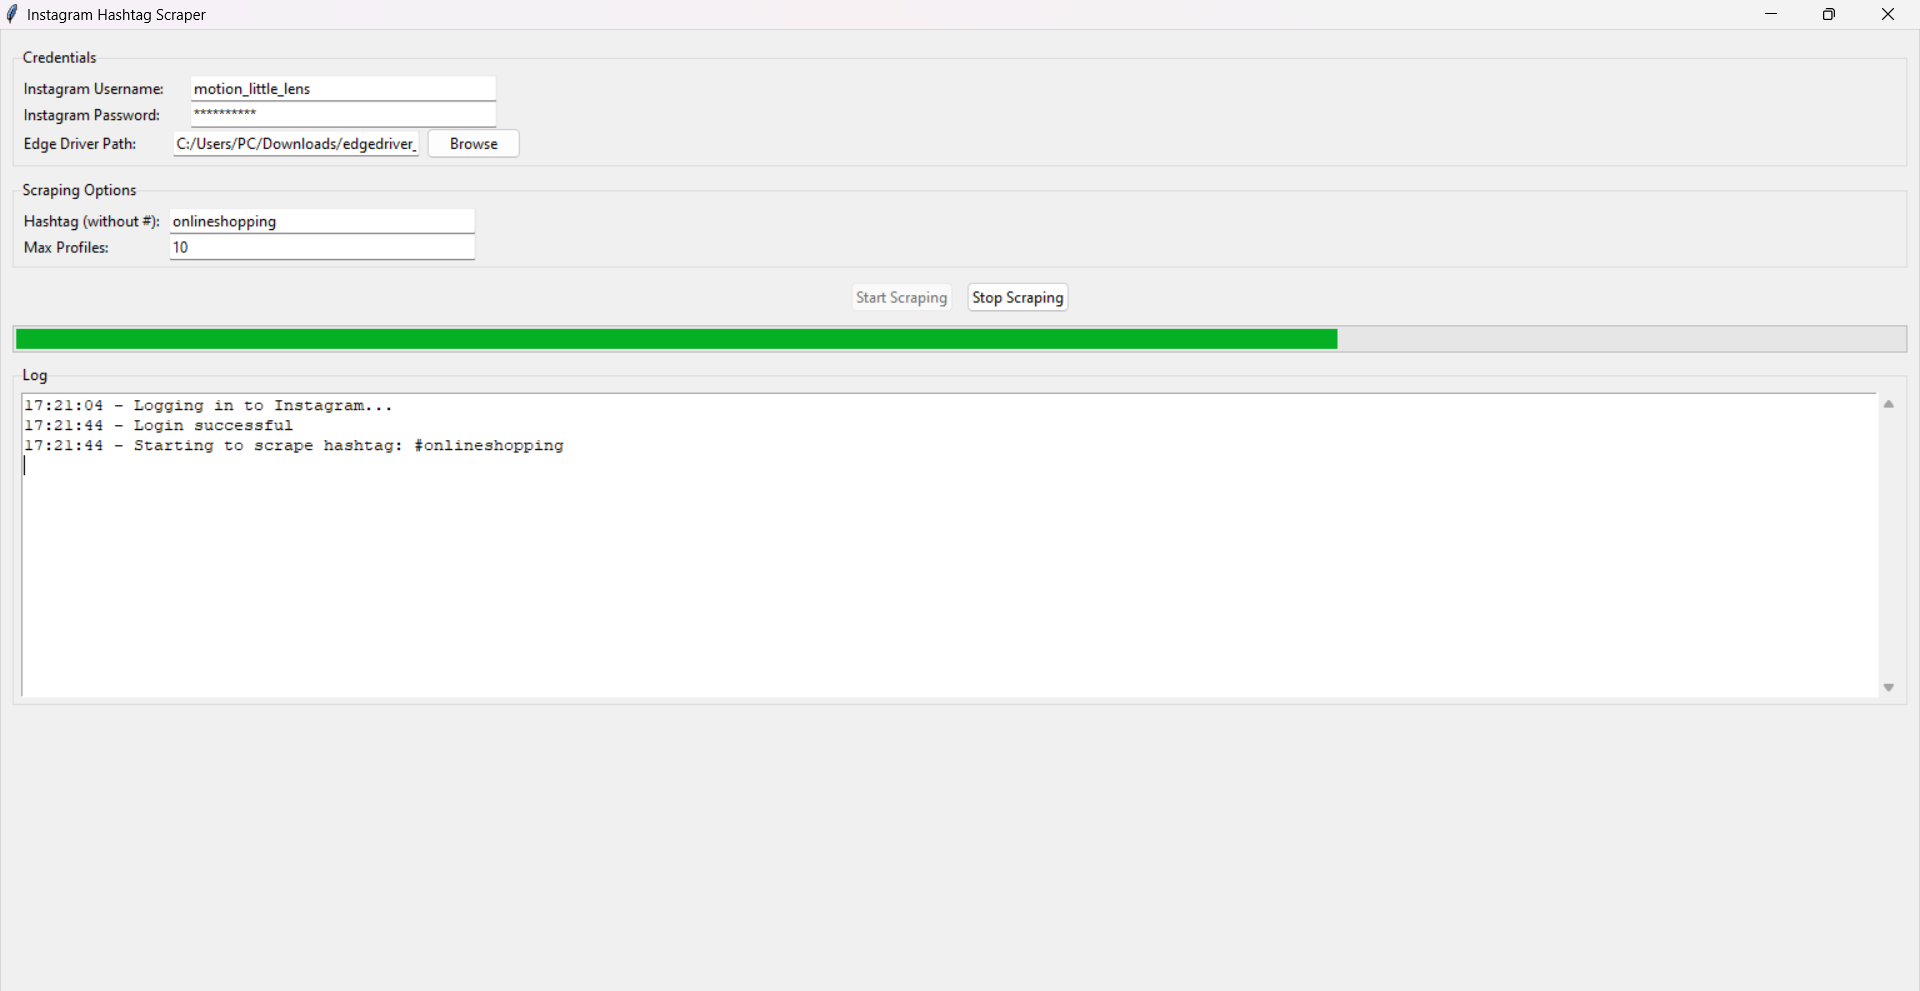 Instagram Hashtag Scraper
Credentials
Instagram Username: motion_little_lens
Instagram Password: **********
Edge Driver Path: C:/Users/PC/Downloads/edgedriver_ Browse
Scraping Options
Hashtag (without #): onlineshopping
Max Profiles: 10
Start Scraping Stop Scraping
Log
17:21:04 - Logging in to Instagram...
17:21:44 - Login successful
17:21:44 - Starting to scrape hashtag: #onlineshopping